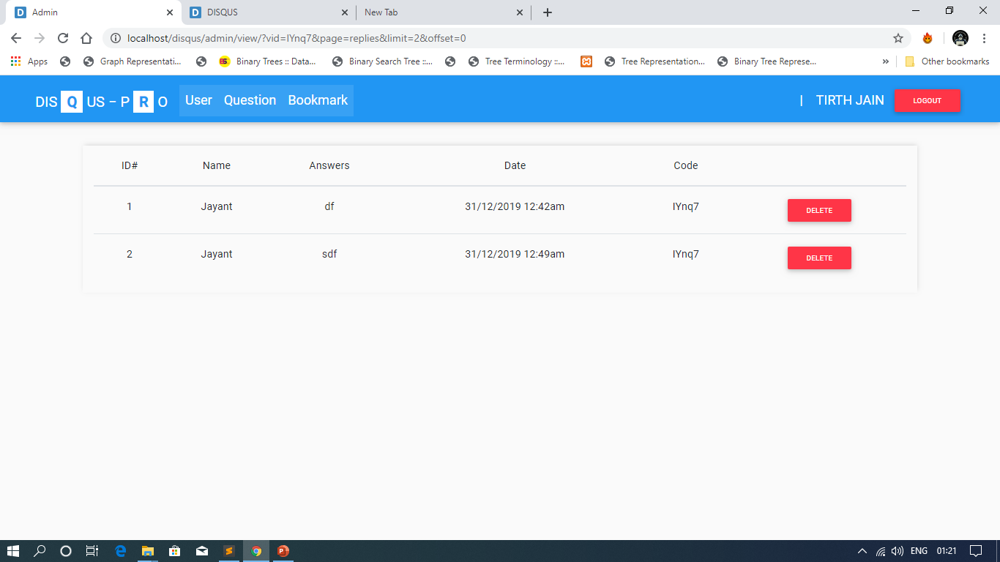 Admin DISQUS New Tab
localhost/disqus/admin/view/?vid=IYnq7&page=replies&limit=2&offset=0
Apps Graph Representati... Binary Trees :: Data... Binary Search Tree ::... Tree Terminology ::... Tree Representation... Binary Tree Represe... » Other bookmarks
DISQUS – PRO User Question Bookmark | TIRTH JAIN LOGOUT
ID# Name Answers Date Code
1 Jayant df 31/12/2019 12:42am IYnq7 DELETE
2 Jayant sdf 31/12/2019 12:49am IYnq7 DELETE
ENG 01:21